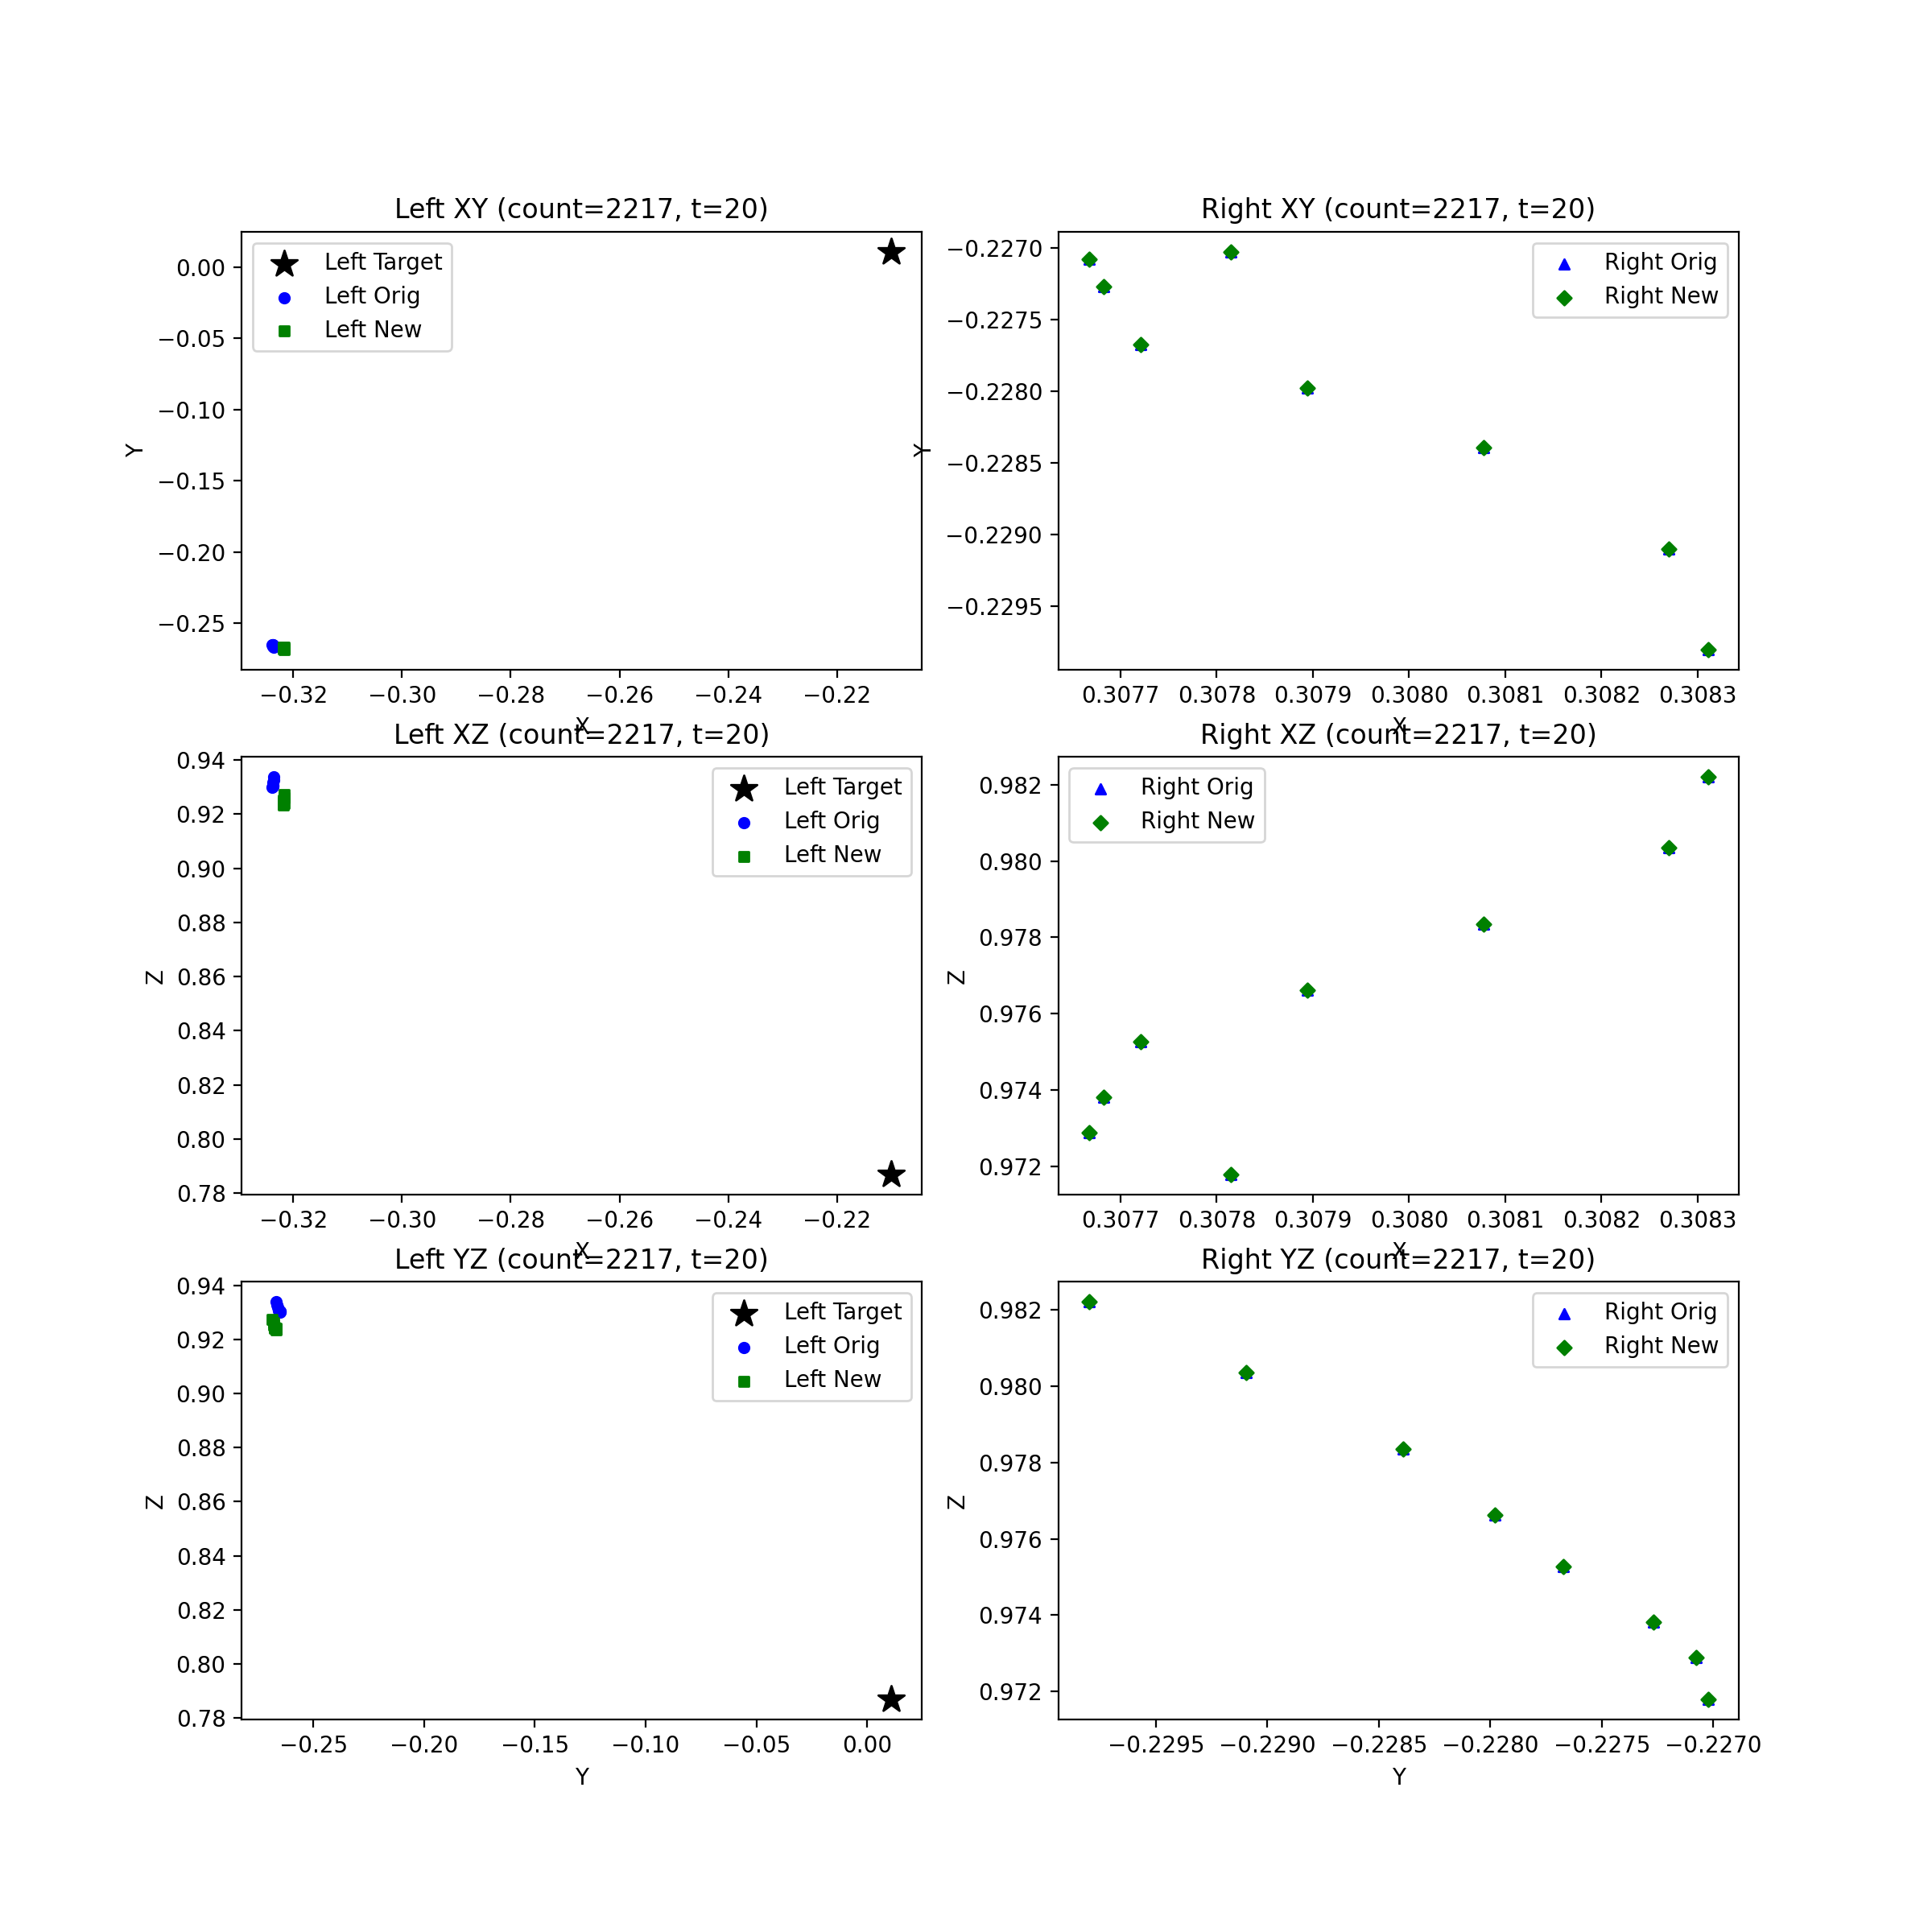 Left XY (count=2217, t=20)
Left Target
Left Orig
Left New
0.00
−0.05
−0.10
−0.15
−0.20
−0.25
Y
−0.32 −0.30 −0.28 −0.26 −0.24 −0.22
X
Right XY (count=2217, t=20)
Right Orig
Right New
−0.2270
−0.2275
−0.2280
−0.2285
−0.2290
−0.2295
Y
0.3077 0.3078 0.3079 0.3080 0.3081 0.3082 0.3083
X
Left XZ (count=2217, t=20)
Left Target
Left Orig
Left New
0.94
0.92
0.90
0.88
0.86
0.84
0.82
0.80
0.78
Z
−0.32 −0.30 −0.28 −0.26 −0.24 −0.22
X
Right XZ (count=2217, t=20)
Right Orig
Right New
0.982
0.980
0.978
0.976
0.974
0.972
Z
0.3077 0.3078 0.3079 0.3080 0.3081 0.3082 0.3083
X
Left YZ (count=2217, t=20)
Left Target
Left Orig
Left New
0.94
0.92
0.90
0.88
0.86
0.84
0.82
0.80
0.78
Z
−0.25 −0.20 −0.15 −0.10 −0.05 0.00
Y
Right YZ (count=2217, t=20)
Right Orig
Right New
0.982
0.980
0.978
0.976
0.974
0.972
Z
−0.2295 −0.2290 −0.2285 −0.2280 −0.2275 −0.2270
Y